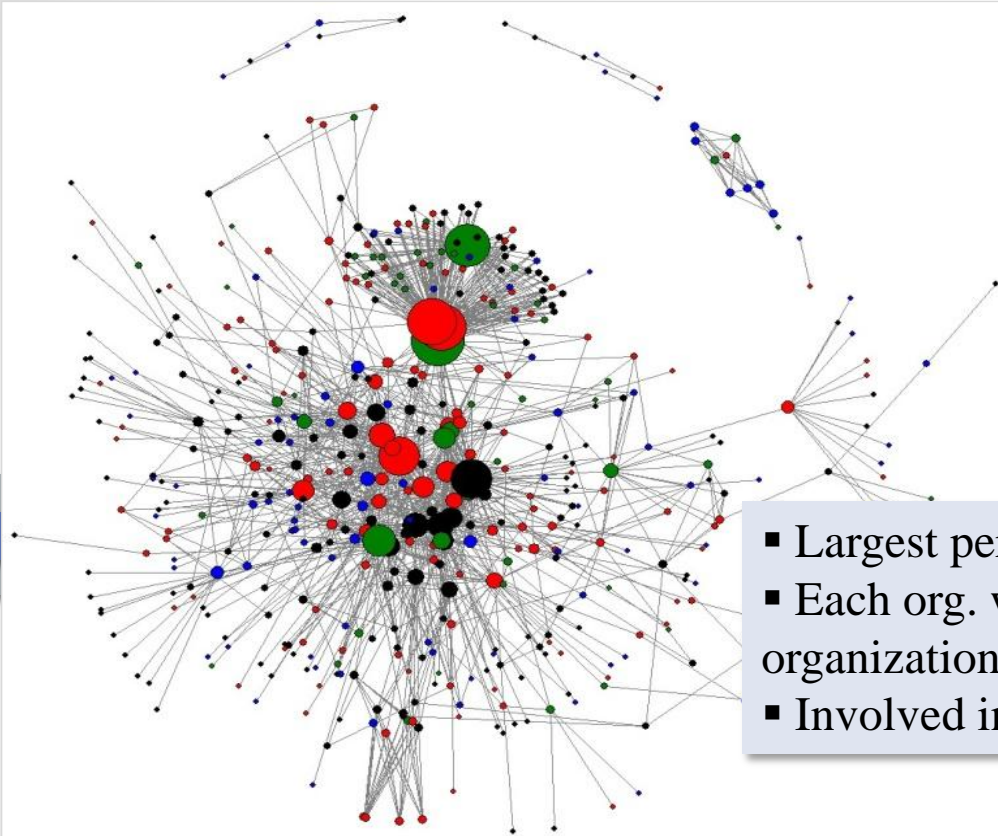 ▪ Largest
▪ Each org.
organization
▪ Involved